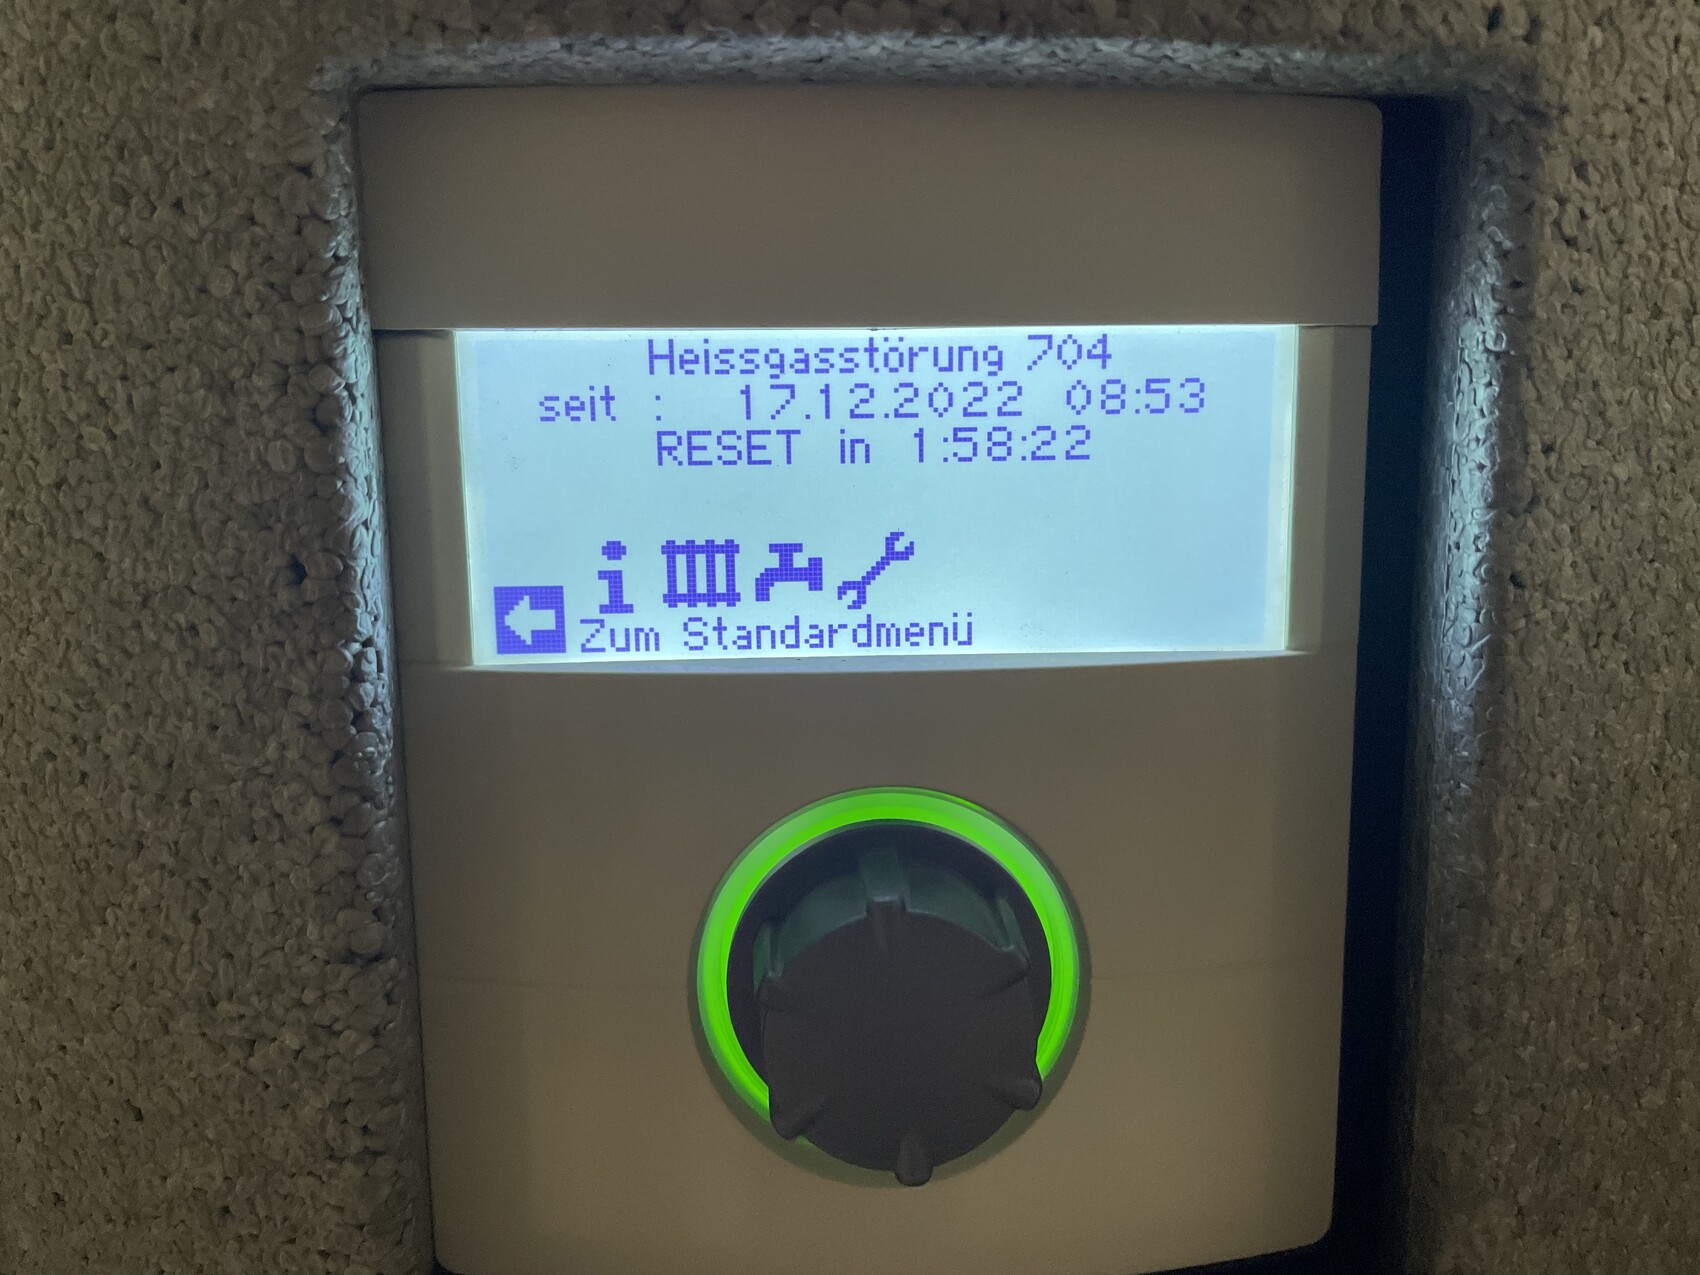 Heissgasstörung 704
seit : 17.12.2022 08:53
RESET in 1:58:22
Zum Standardmenü